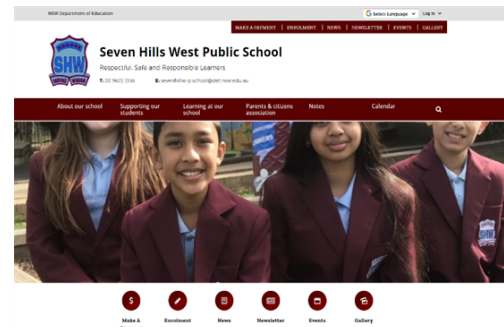 NSW Department of Education
Select Language
Log in
MAKE A PAYMENT | ENROLMENT | NEWS | NEWSLETTER | EVENTS | GALLERY
SHW
Seven Hills West Public School
Respectful, Safe and Responsible Learners
About our school
Supporting our students
Learning at our school
Parents & citizens association
Notes
Calendar
SHW
Make A
Enrolment
News
Newsletter
Events
Gallery